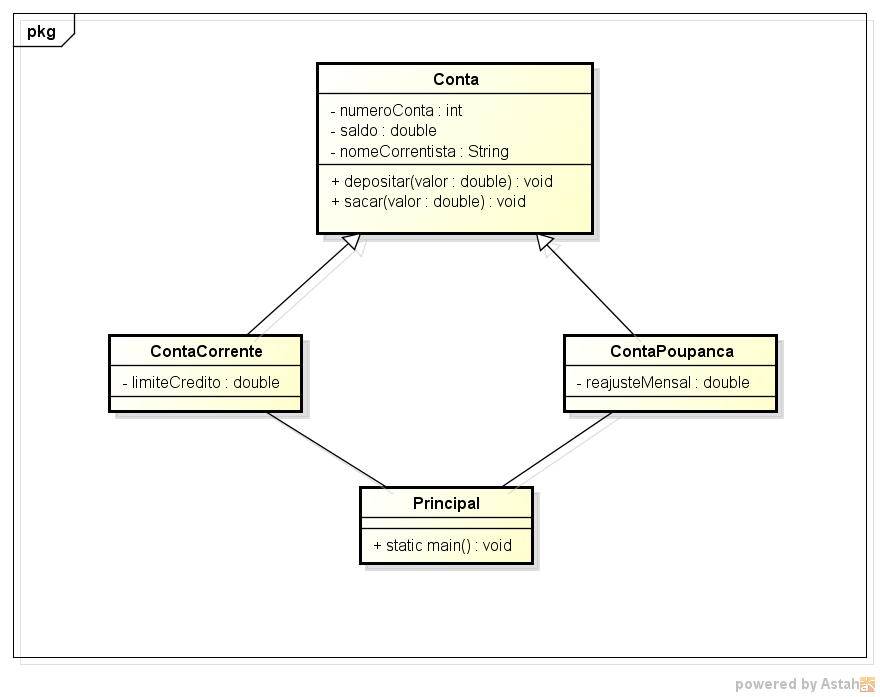 pkg
Conta
- numeroConta : int
- saldo : double
- nomeCorrentista : String
+ depositar(valor : double) : void
+ sacar(valor : double) : void
ContaCorrente
- limiteCredito : double
ContaPoupanca
- reajusteMensal : double
Principal
+ static main() : void
powered by Astah